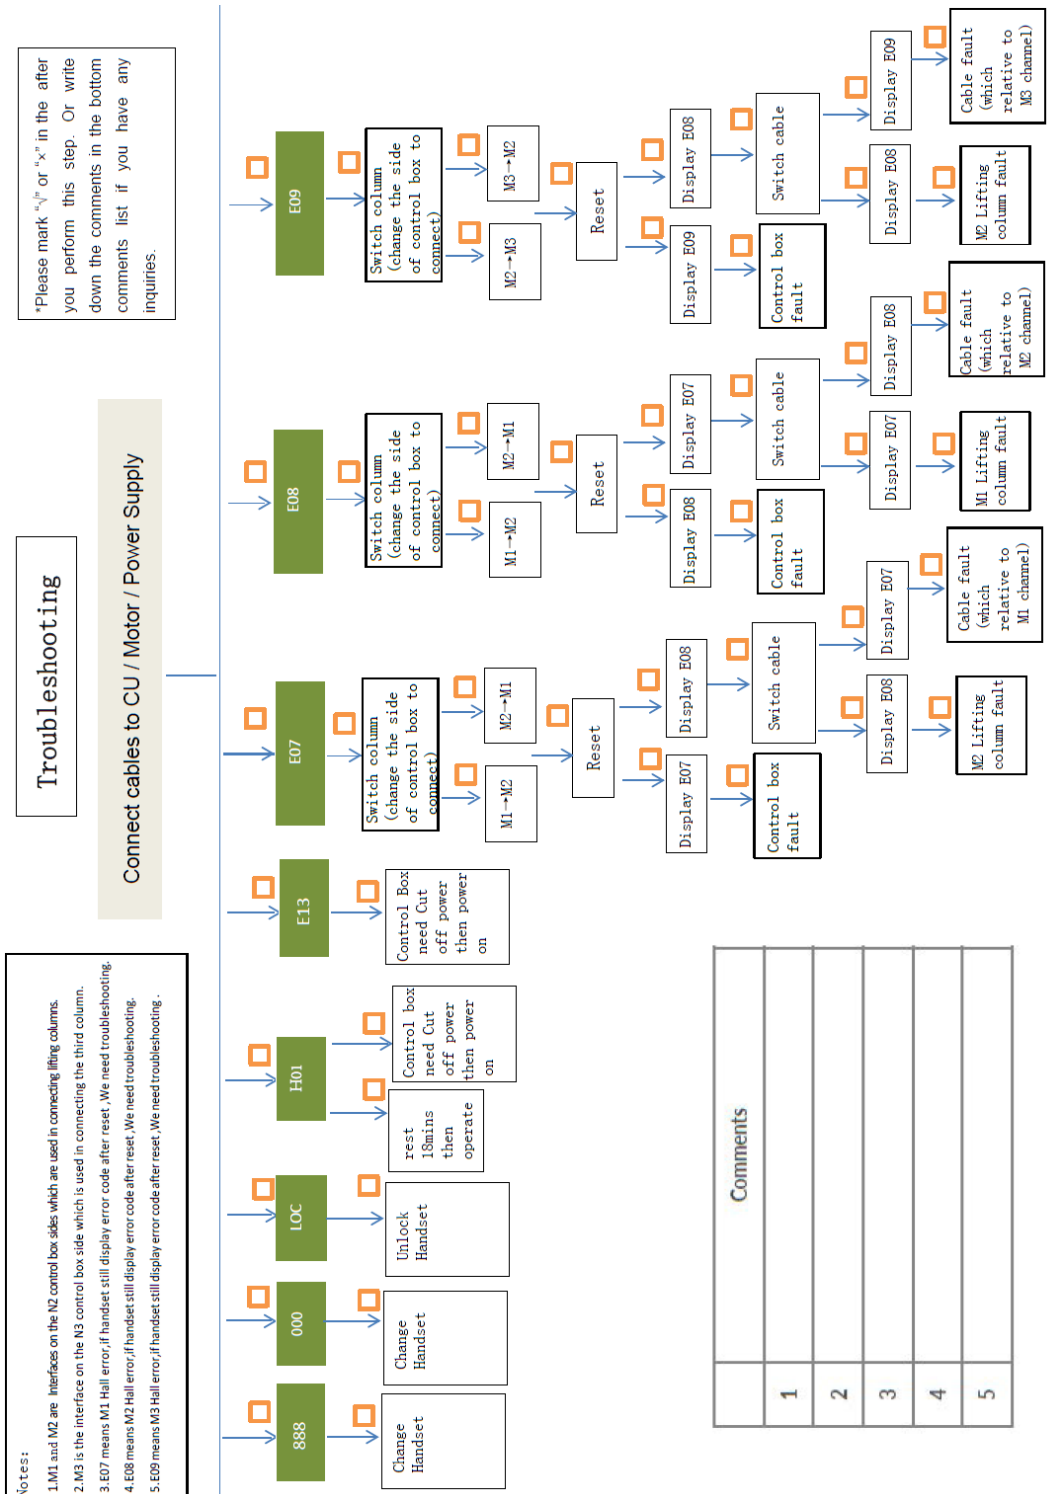 Notes:
1.M1 and M2 are Interfaces on the N2 control box sides which are used in connecting lifting columns.
2.M3 is the interface on the N3 control box side which is used in connecting the third column.
3.E07 means M1 Hall error,if handset still display error code after reset ,We need troubleshooting.
4.E08 means M2 Hall error,if handset still display error code after reset ,We need troubleshooting.
5.E09 means M3 Hall error,if handset still display error code after reset ,We need troubleshooting .
Troubleshooting
*Please mark “√” or “×” in the after
you perform this step. Or write
down the comments in the bottom
comments list if you have any
inquiries.
Connect cables to CU / Motor / Power Supply
888
Change
Handset
000
Change
Handset
LOC
Unlock
Handset
H01
rest
18mins
then
operate
Control box
need Cut
off power
then power
on
E13
Control Box
need Cut
off power
then power
on
E07
Switch column
(change the side
of control box to
connect)
M1→M2
M2→M1
Reset
Display E07
Display E08
Control box
fault
Switch cable
Display E08
Display E07
M2 Lifting
column fault
Cable fault
(which
relative to
M1 channel)
E08
Switch column
(change the side
of control box to
connect)
M1→M2
M2→M1
Reset
Display E08
Display E07
Control box
fault
Switch cable
Display E07
Display E08
M1 Lifting
column fault
Cable fault
(which
relative to
M2 channel)
E09
Switch column
(change the side
of control box to
connect)
M2→M3
M3→M2
Reset
Display E09
Display E08
Control box
fault
Switch cable
Display E08
Display E09
M2 Lifting
column fault
Cable fault
(which
relative to
M3 channel)
Comments
1
2
3
4
5